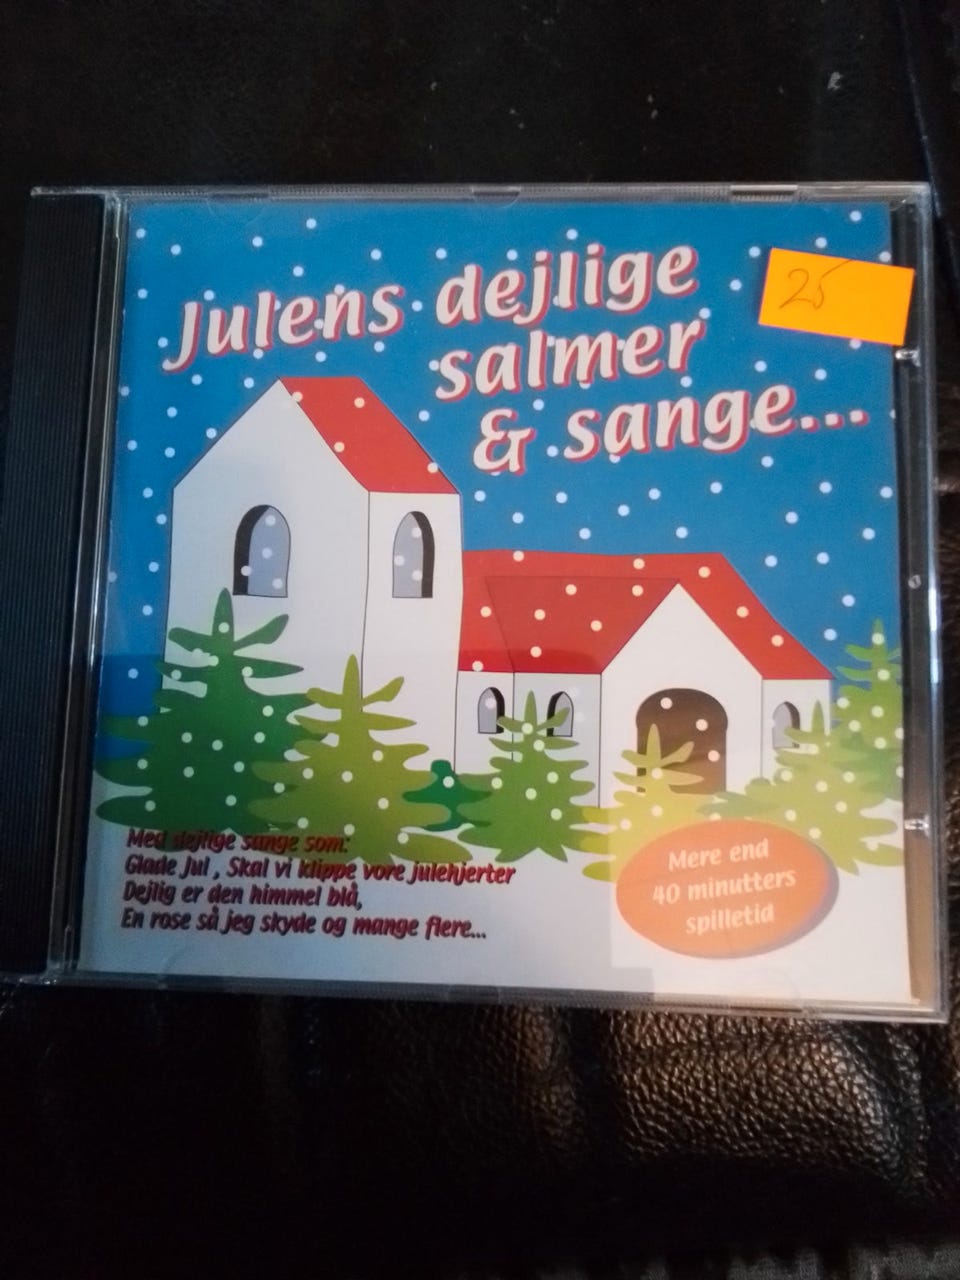 Julens dejlige
salmer
& sange...
25
Med dejlige sange som:
Glade Jul , Skal vi klippe vore julehjerter
Dejlig er den himmel blå,
En rose så jeg skyde og mange flere...
Mere end
40 minutters
spilletid